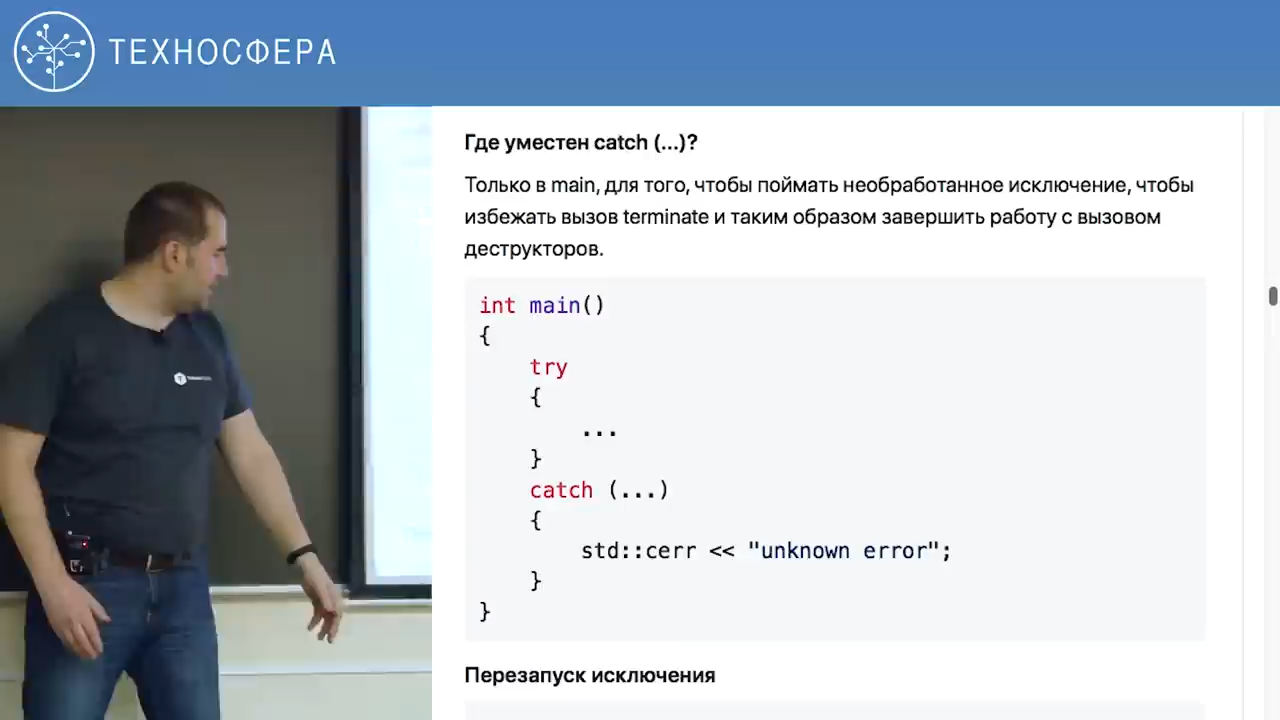 ТЕХНОСФЕРА
Где уместен catch (...)?
Только в main, для того, чтобы поймать необработанное исключение, чтобы
избежать вызов terminate и таким образом завершить работу с вызовом
деструкторов.
int main()
{
    try
    {
        ...
    }
    catch (...)
    {
        std::cerr << "unknown error";
    }
}
Перезапуск исключения